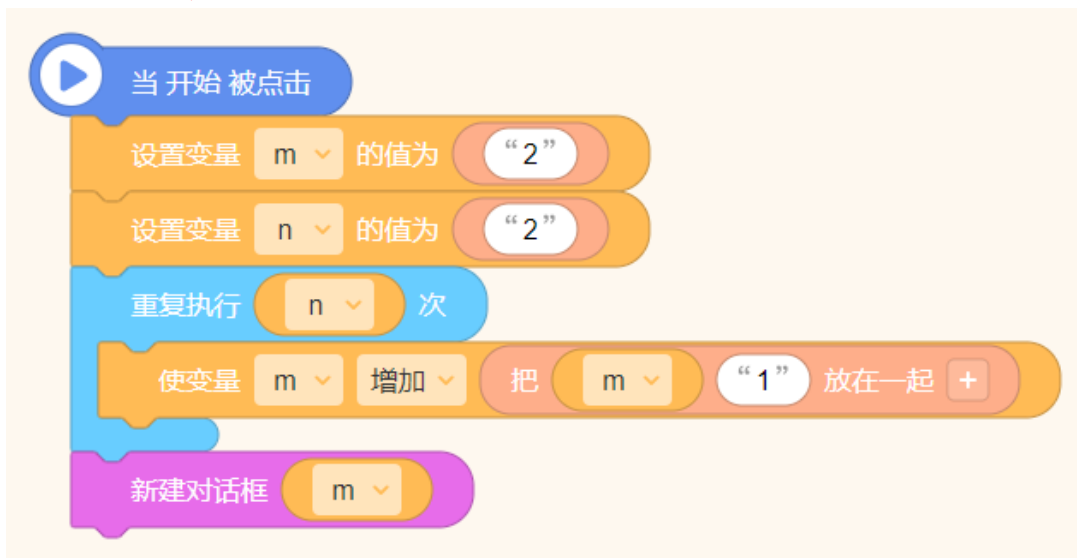 当 开始 被点击
设置变量 m 的值为 “2”
设置变量 n 的值为 “2”
重复执行 n 次
使变量 m 增加 把 m “1” 放在一起 +
新建对话框 m